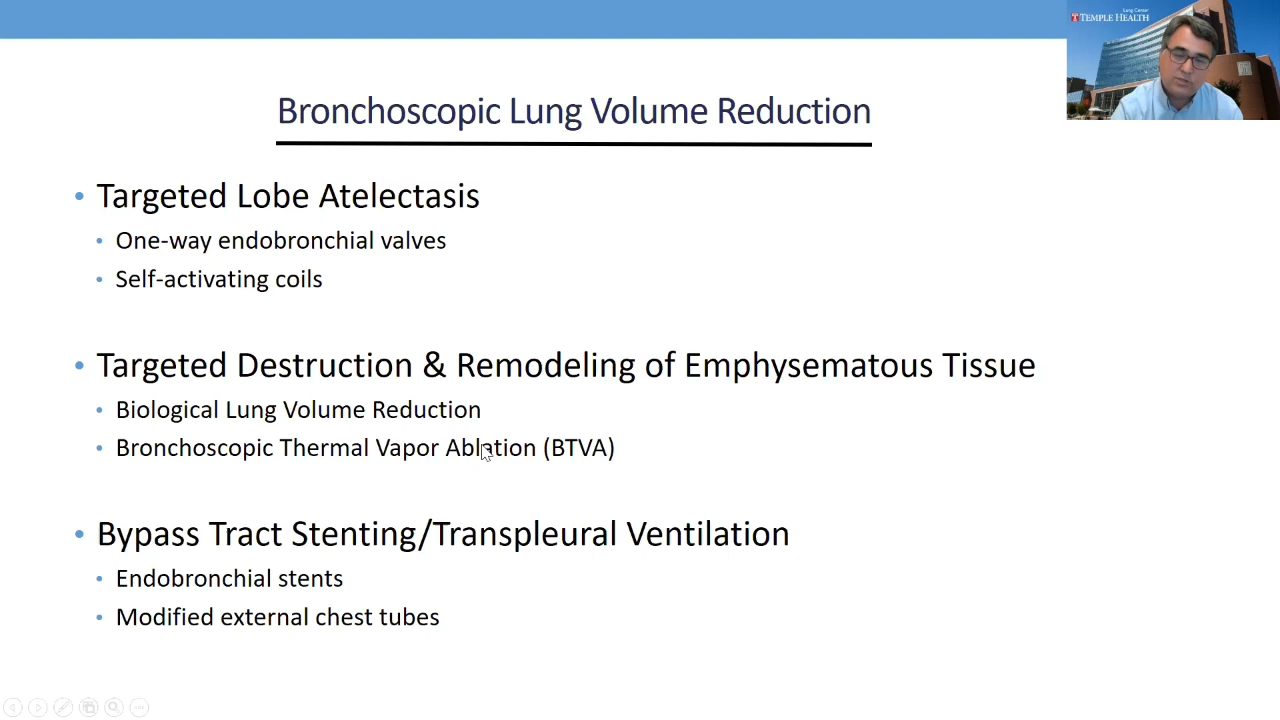 Lung Center
TEMPLE HEALTH
Bronchoscopic Lung Volume Reduction
• Targeted Lobe Atelectasis
• One-way endobronchial valves
• Self-activating coils
• Targeted Destruction & Remodeling of Emphysematous Tissue
• Biological Lung Volume Reduction
• Bronchoscopic Thermal Vapor Ablation (BTVA)
• Bypass Tract Stenting/Transpleural Ventilation
• Endobronchial stents
• Modified external chest tubes